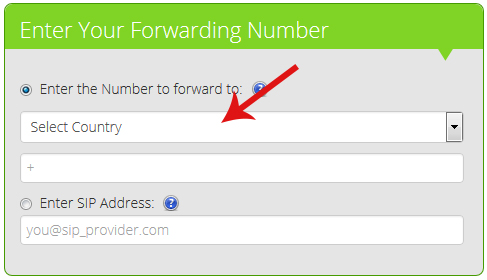 Enter Your Forwarding Number
Enter the Number to forward to: ?
Select Country
+
Enter SIP Address: ?
you@sip_provider.com